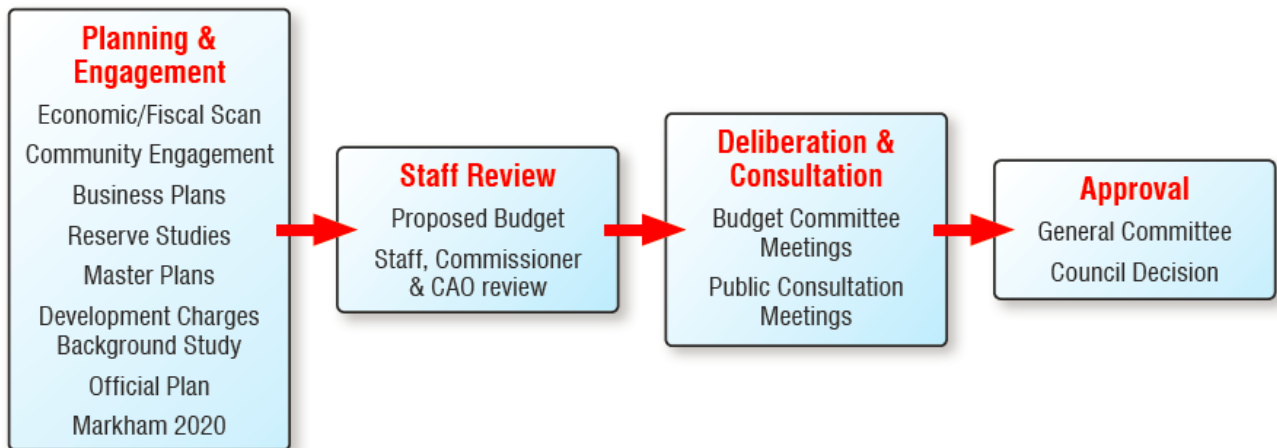 Planning &
Engagement
Economic/Fiscal Scan
Community Engagement
Business Plans
Reserve Studies
Master Plans
Development Charges
Background Study
Official Plan
Markham 2020
Staff Review
Proposed Budget
Staff, Commissioner
& CAO review
Deliberation &
Consultation
Budget Committee
Meetings
Public Consultation
Meetings
Approval
General Committee
Council Decision